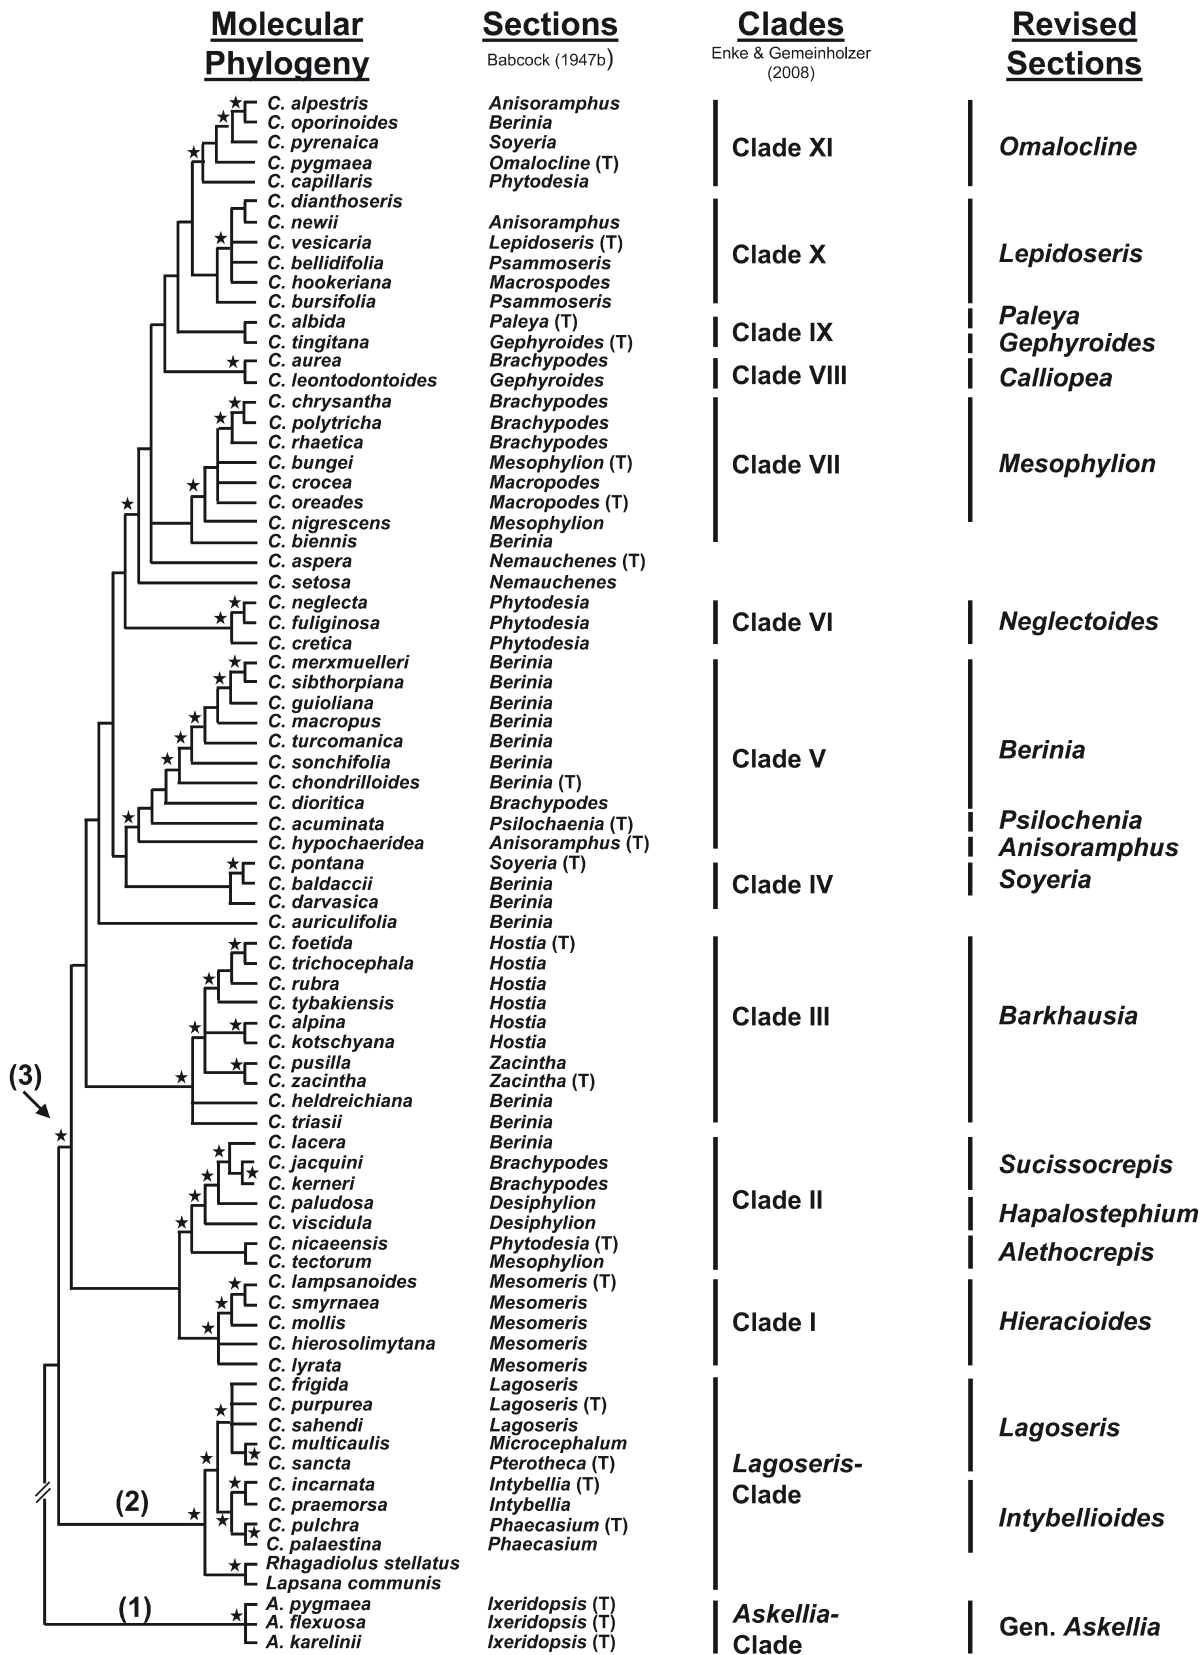 Molecular Phylogeny
Sections
Babcock (1947b)
Clades
Enke & Gemeinholzer
(2008)
Revised Sections
C. alpestris Anisoramphus
C. oporinoides Berinia
C. pyrenaica Soyeria
Clade XI Omalocline
C. pygmaea Omalocline (T)
C. capillaris Phytodesia
C. dianthoseris
C. newii Anisoramphus
C. vesicaria Lepidoseris (T)
Clade X Lepidoseris
C. bellidifolia Psammoseris
C. hookeriana Macrospodes
C. bursifolia Psammoseris
Paleya
C. albida Paleya (T)
Clade IX
C. tingitana Gephyroides (T) Gephyroides
C. aurea Brachypodes
Clade VIII Calliopea
C. leontodontoides Gephyroides
C. chrysantha Brachypodes
C. polytricha Brachypodes
C. rhaetica Brachypodes
C. bungei Mesophylion (T) Clade VII Mesophylion
C. crocea Macropodes
C. oreades Macropodes (T)
C. nigrescens Mesophylion
C. biennis Berinia
C. aspera Nemauchenes (T)
C. setosa Nemauchenes
C. neglecta Phytodesia
C. fuliginosa Phytodesia Clade VI Neglectoides
C. cretica Phytodesia
C. merxmuelleri Berinia
C. sibthorpiana Berinia
C. guioliana Berinia
C. macropus Berinia
C. turcomanica Berinia
Clade V Berinia
C. sonchifolia Berinia
C. chondrilloides Berinia (T)
C. dioritica Brachypodes
C. acuminata Psilochaenia (T) Psilochenia
C. hypochaeridea Anisoramphus (T) Anisoramphus
C. pontana Soyeria (T)
C. baldaccii Berinia Clade IV Soyeria
C. darvasica Berinia
C. auriculifolia Berinia
C. foetida Hostia (T)
C. trichocephala Hostia
C. rubra Hostia
C. tybakiensis Hostia
C. alpina Hostia Clade III Barkhausia
C. kotschyana Hostia
C. pusilla Zacintha
(3)
C. zacintha Zacintha (T)
C. heldreichiana Berinia
C. triasii Berinia
C. lacera Berinia
C. jacquini Brachypodes Sucissocrepis
C. kerneri Brachypodes
Clade II
C. paludosa Desiphylion
Hapalostephium
C. viscidula Desiphylion
C. nicaeensis Phytodesia (T) Alethocrepis
C. tectorum Mesophylion
C. lampsanoides Mesomeris (T)
C. smyrnaea Mesomeris
C. mollis Mesomeris Clade I Hieracioides
C. hierosolimytana Mesomeris
C. lyrata Mesomeris
C. frigida Lagoseris
C. purpurea Lagoseris (T)
C. sahendi Lagoseris Lagoseris
C. multicaulis Microcephalum
C. sancta Pterotheca (T) Lagoseris-
C. incarnata Intybellia (T) Clade
(2)
C. praemorsa Intybellia
C. pulchra Phaecasium (T) Intybellioides
C. palaestina Phaecasium
Rhagadiolus stellatus
Lapsana communis
(1)
A. pygmaea Ixeridopsis (T) Askellia-
A. flexuosa Ixeridopsis (T) Gen. Askellia
A. karelinii Ixeridopsis (T) Clade